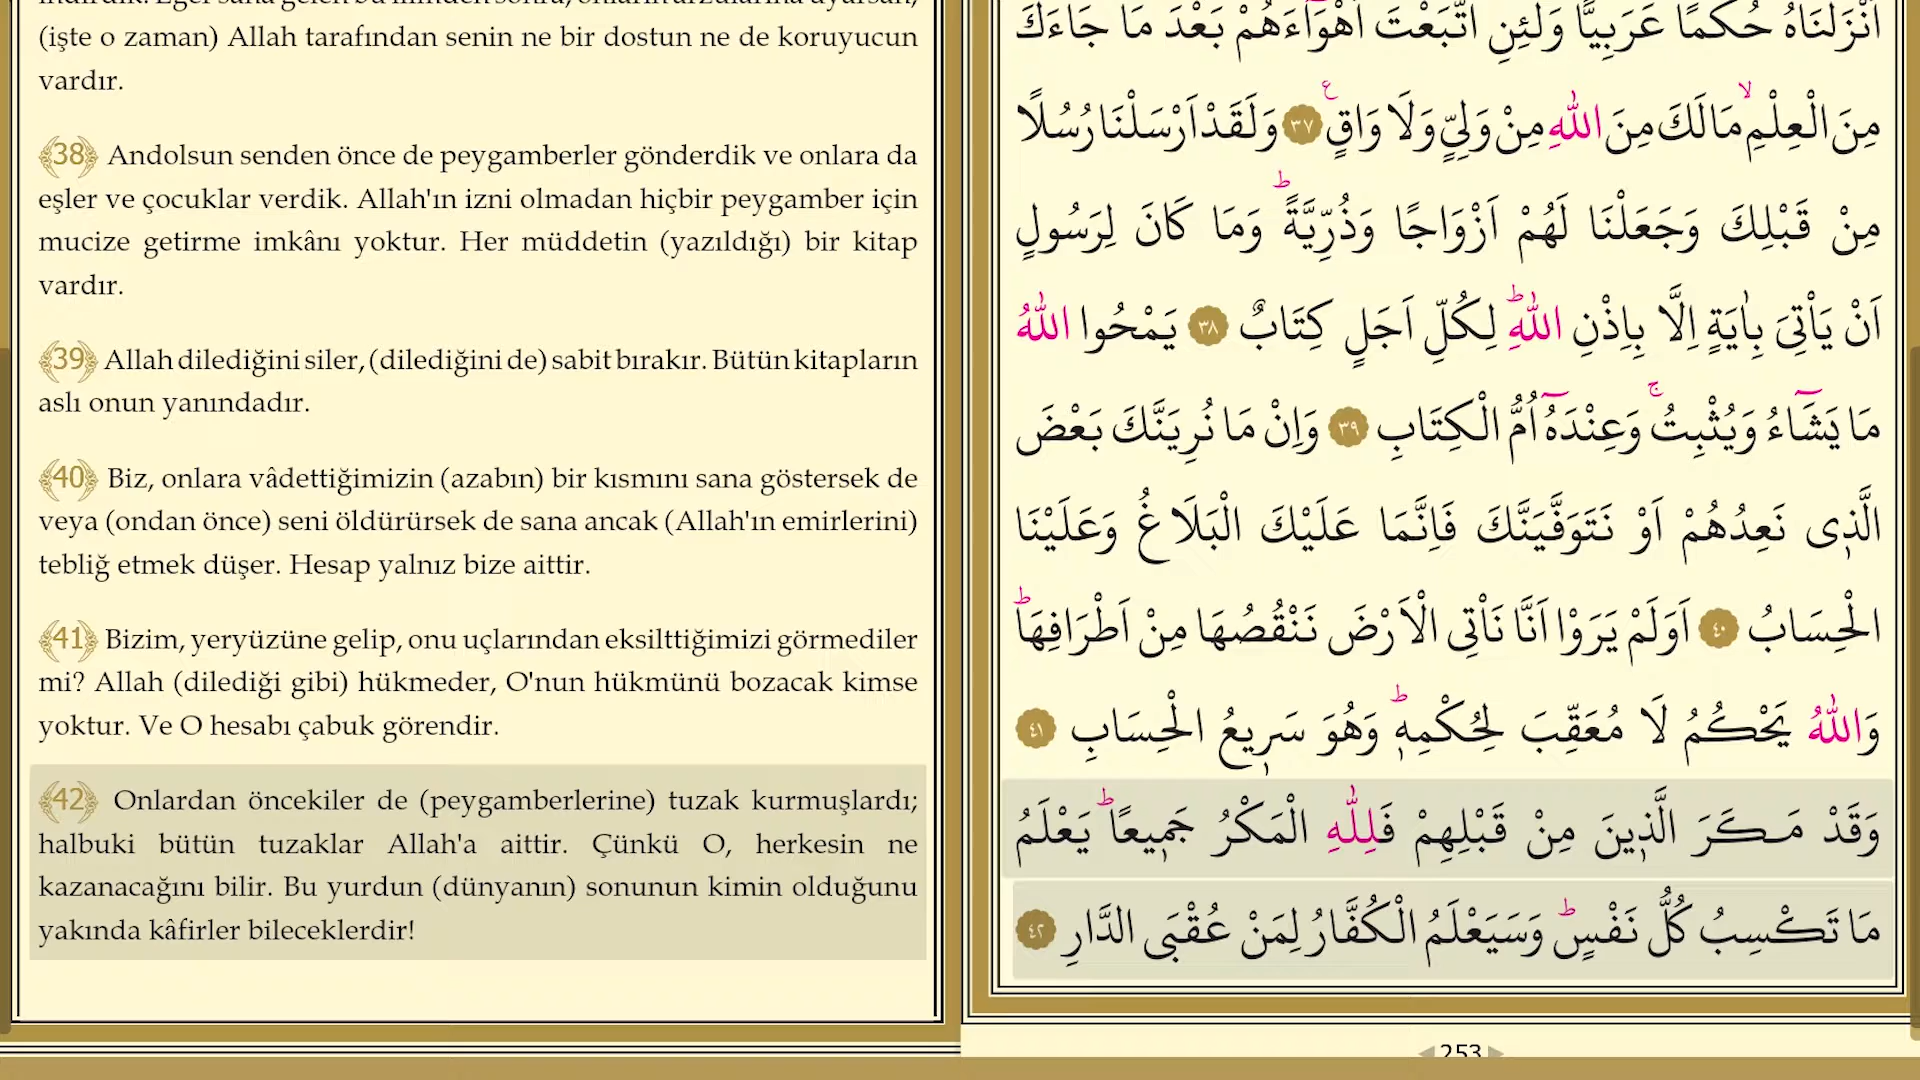 (işte o zaman) Allah tarafından senin ne bir dostun ne de koruyucun
vardır.
﴾38﴿ Andolsun senden önce de peygamberler gönderdik ve onlara da
eşler ve çocuklar verdik. Allah'ın izni olmadan hiçbir peygamber için
mucize getirme imkânı yoktur. Her müddetin (yazıldığı) bir kitap
vardır.
﴾39﴿ Allah dilediğini siler, (dilediğini de) sabit bırakır. Bütün kitapların
aslı onun yanındadır.
﴾40﴿ Biz, onlara vâdettiğimizin (azabın) bir kısmını sana göstersek de
veya (ondan önce) seni öldürürsek de sana ancak (Allah'ın emirlerini)
tebliğ etmek düşer. Hesap yalnız bize aittir.
﴾41﴿ Bizim, yeryüzüne gelip, onu uçlarından eksilttiğimizi görmediler
mi? Allah (dilediği gibi) hükmeder, O'nun hükmünü bozacak kimse
yoktur. Ve O hesabı çabuk görendir.
﴾42﴿ Onlardan öncekiler de (peygamberlerine) tuzak kurmuşlardı;
halbuki bütün tuzaklar Allah'a aittir. Çünkü O, herkesin ne
kazanacağını bilir. Bu yurdun (dünyanın) sonunun kimin olduğunu
yakında kâfirler bileceklerdir!
اَنْزَلْنَاهُ حُكْمًا عَرَبِيًّا وَلَئِنِ اتَّبَعْتَ اَهْوَٓاءَهُمْ بَعْدَ مَا جَٓاءَكَ
مِنَ الْعِلْمِۙ مَا لَكَ مِنَ اللّٰهِ مِنْ وَلِيٍّ وَلَا وَاقٍࣖ ﴿٣٧﴾ وَلَقَدْ اَرْسَلْنَا رُسُلًا
مِنْ قَبْلِكَ وَجَعَلْنَا لَهُمْ اَزْوَاجًا وَذُرِّيَّةًۜ وَمَا كَانَ لِرَسُولٍ
اَنْ يَأْتِىَ بِاٰيَةٍ اِلَّا بِاِذْنِ اللّٰهِۜ لِكُلِّ اَجَلٍ كِتَابٌ ﴿٣٨﴾ يَمْحُوا اللّٰهُ
مَا يَشَٓاءُ وَيُثْبِتُۚ وَعِنْدَهُٓ اُمُّ الْكِتَابِ ﴿٣٩﴾ وَاِنْ مَا نُرِيَنَّكَ بَعْضَ
الَّذٖى نَعِدُهُمْ اَوْ نَتَوَفَّيَنَّكَ فَاِنَّمَا عَلَيْكَ الْبَلَاغُ وَعَلَيْنَا
الْحِسَابُ ﴿٤٠﴾ اَوَلَمْ يَرَوْا اَنَّا نَأْتِى الْاَرْضَ نَنْقُصُهَا مِنْ اَطْرَافِهَاۜ
وَاللّٰهُ يَحْكُمُ لَا مُعَقِّبَ لِحُكْمِهٖۜ وَهُوَ سَرٖيعُ الْحِسَابِ ﴿٤١﴾
وَقَدْ مَكَرَ الَّذٖينَ مِنْ قَبْلِهِمْ فَلِلّٰهِ الْمَكْرُ جَمٖيعًاۜ يَعْلَمُ
مَا تَكْسِبُ كُلُّ نَفْسٍۜ وَسَيَعْلَمُ الْكُفَّارُ لِمَنْ عُقْبَى الدَّارِ ﴿٤٢﴾
253